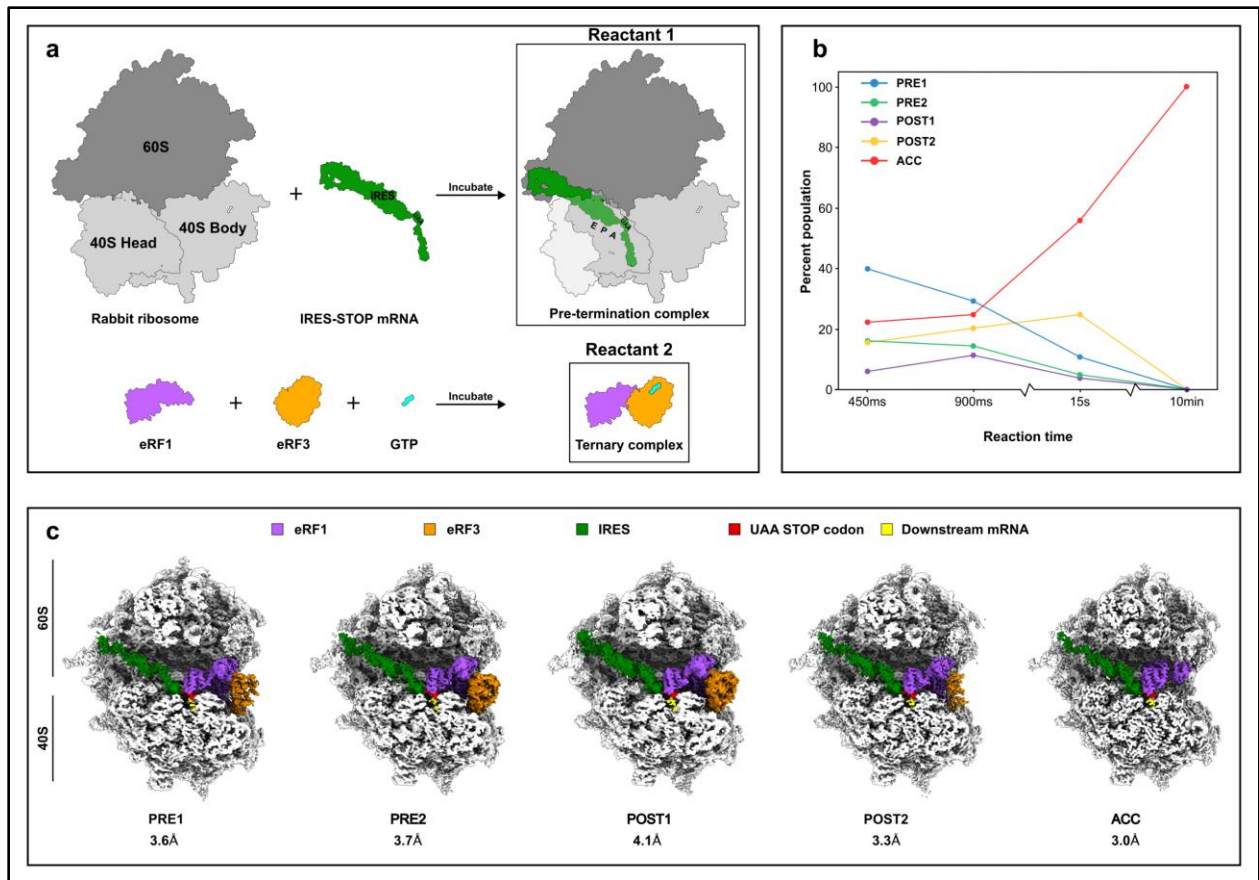 a
Reactant 1
60S
40S Head
40S Body
Rabbit ribosome
+
IRES
IRES-STOP mRNA
Incubate
E P A
Pre-termination complex
Reactant 2
eRF1
+
eRF3
+
GTP
Incubate
Ternary complex
b
Percent population
100
80
60
40
20
0
PRE1
PRE2
POST1
POST2
ACC
450ms
900ms
15s
10min
Reaction time
c
eRF1
eRF3
IRES
UAA STOP codon
Downstream mRNA
60S
40S
PRE1
3.6Å
PRE2
3.7Å
POST1
4.1Å
POST2
3.3Å
ACC
3.0Å